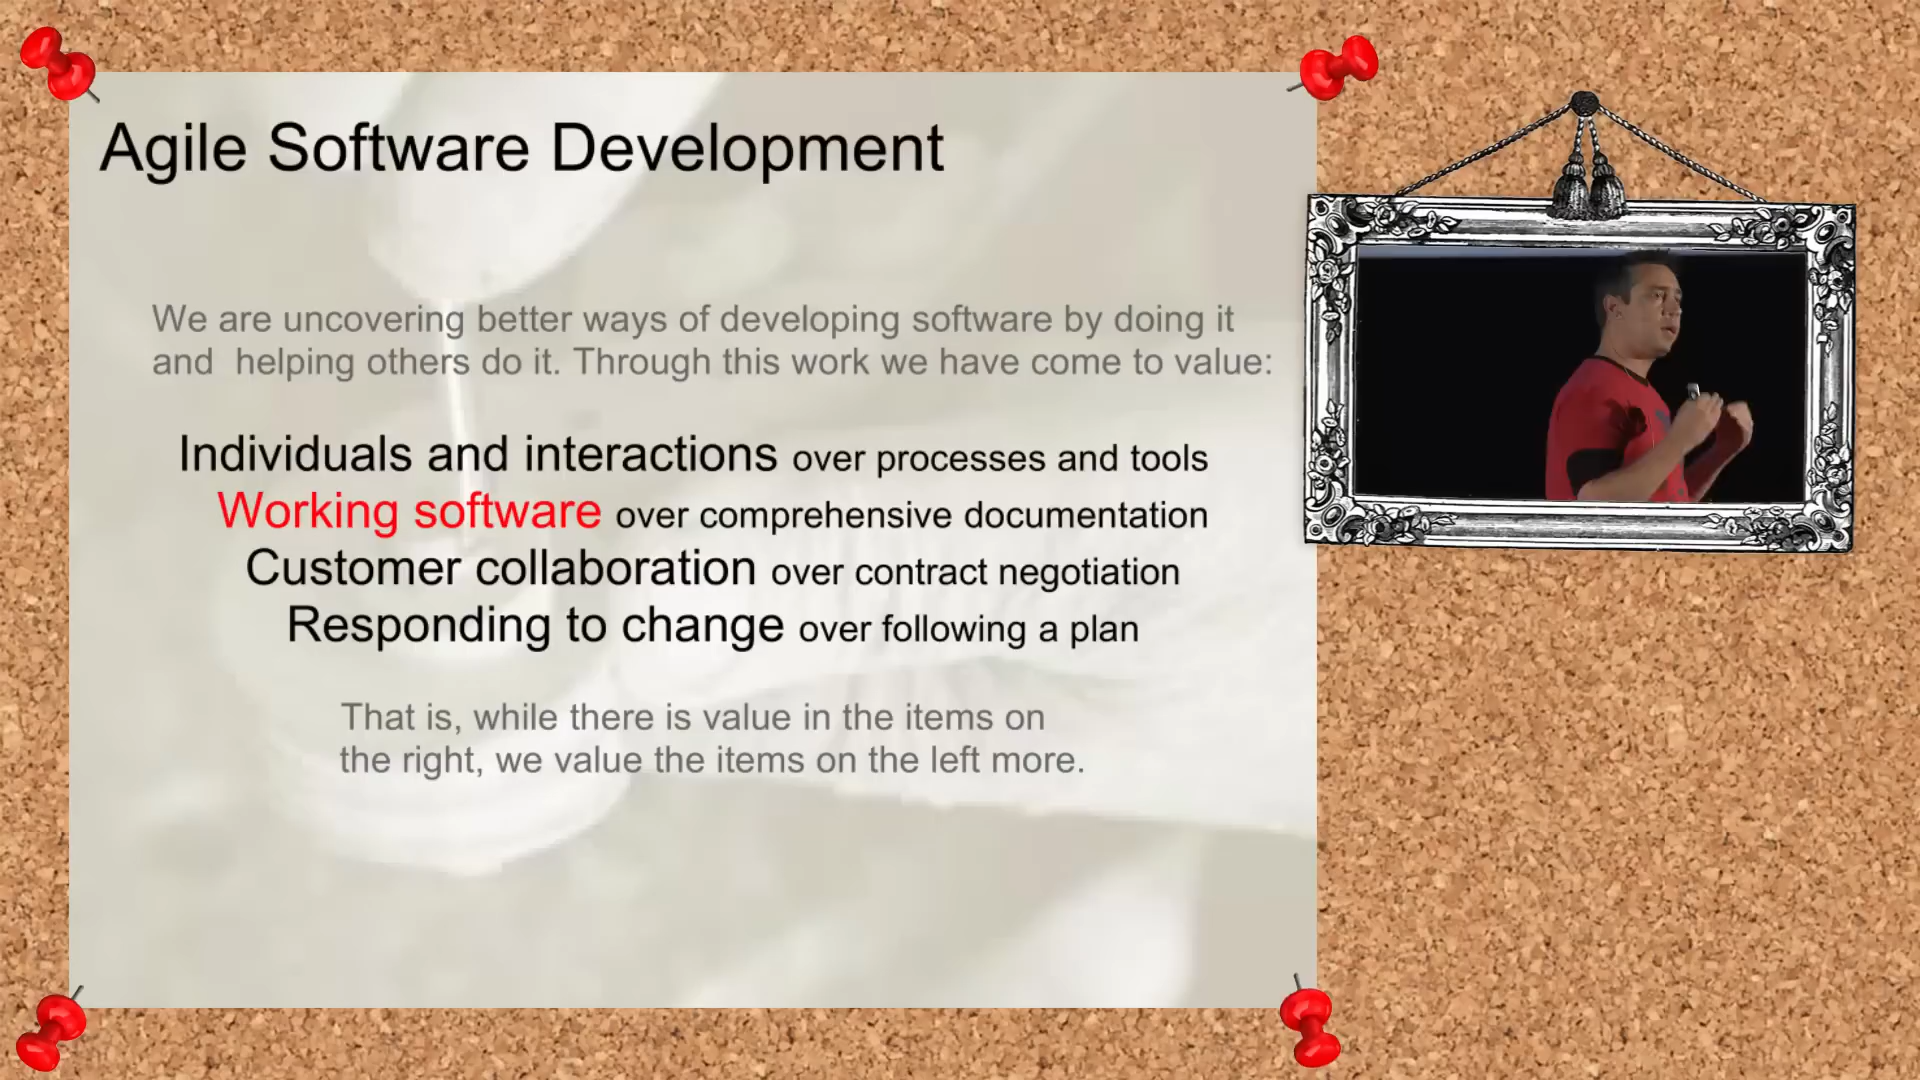 Agile Software Development
We are uncovering better ways of developing software by doing it
and helping others do it. Through this work we have come to value:
Individuals and interactions over processes and tools
Working software over comprehensive documentation
Customer collaboration over contract negotiation
Responding to change over following a plan
That is, while there is value in the items on
the right, we value the items on the left more.